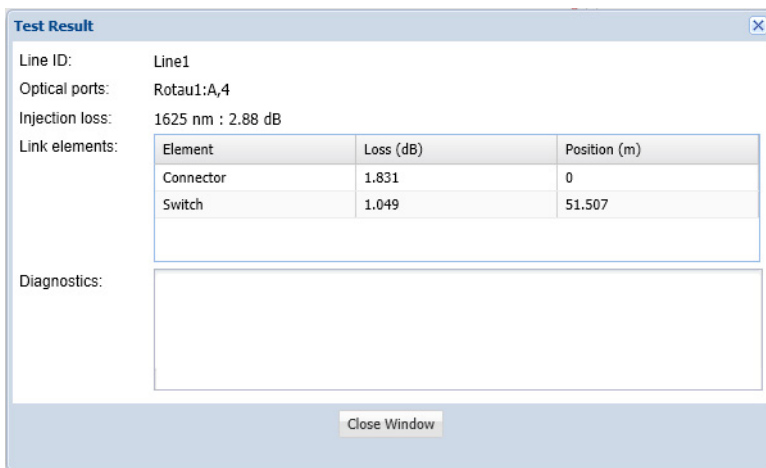 Test Result
Line ID: Line1
Optical ports: Rotau1:A,4
Injection loss: 1625 nm : 2.88 dB
Link elements:
Element Loss (dB) Position (m)
Connector 1.831 0
Switch 1.049 51.507
Diagnostics:
Close Window